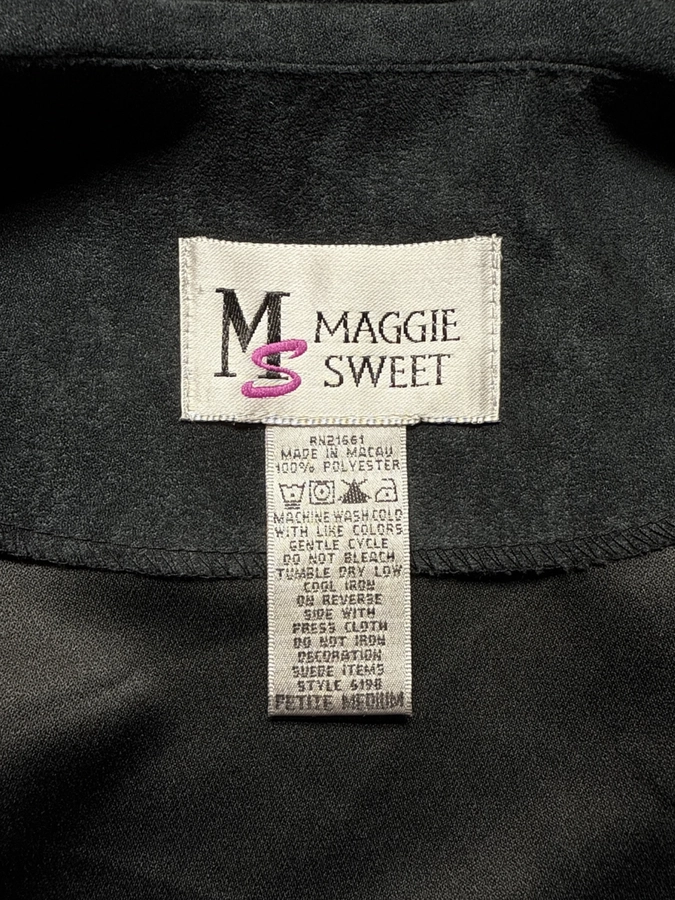 MS MAGGIE
SWEET
RN21661
MADE IN MACAU
100% POLYESTER
MACHINE WASH COLD
WITH LIKE COLORS
GENTLE CYCLE
DO NOT BLEACH
TUMBLE DRY LOW
COOL IRON
ON REVERSE
SIDE WITH
PRESS CLOTH
DO NOT IRON
DECORATION
SUEDE ITEMS
STYLE 6198
PETITE MEDIUM